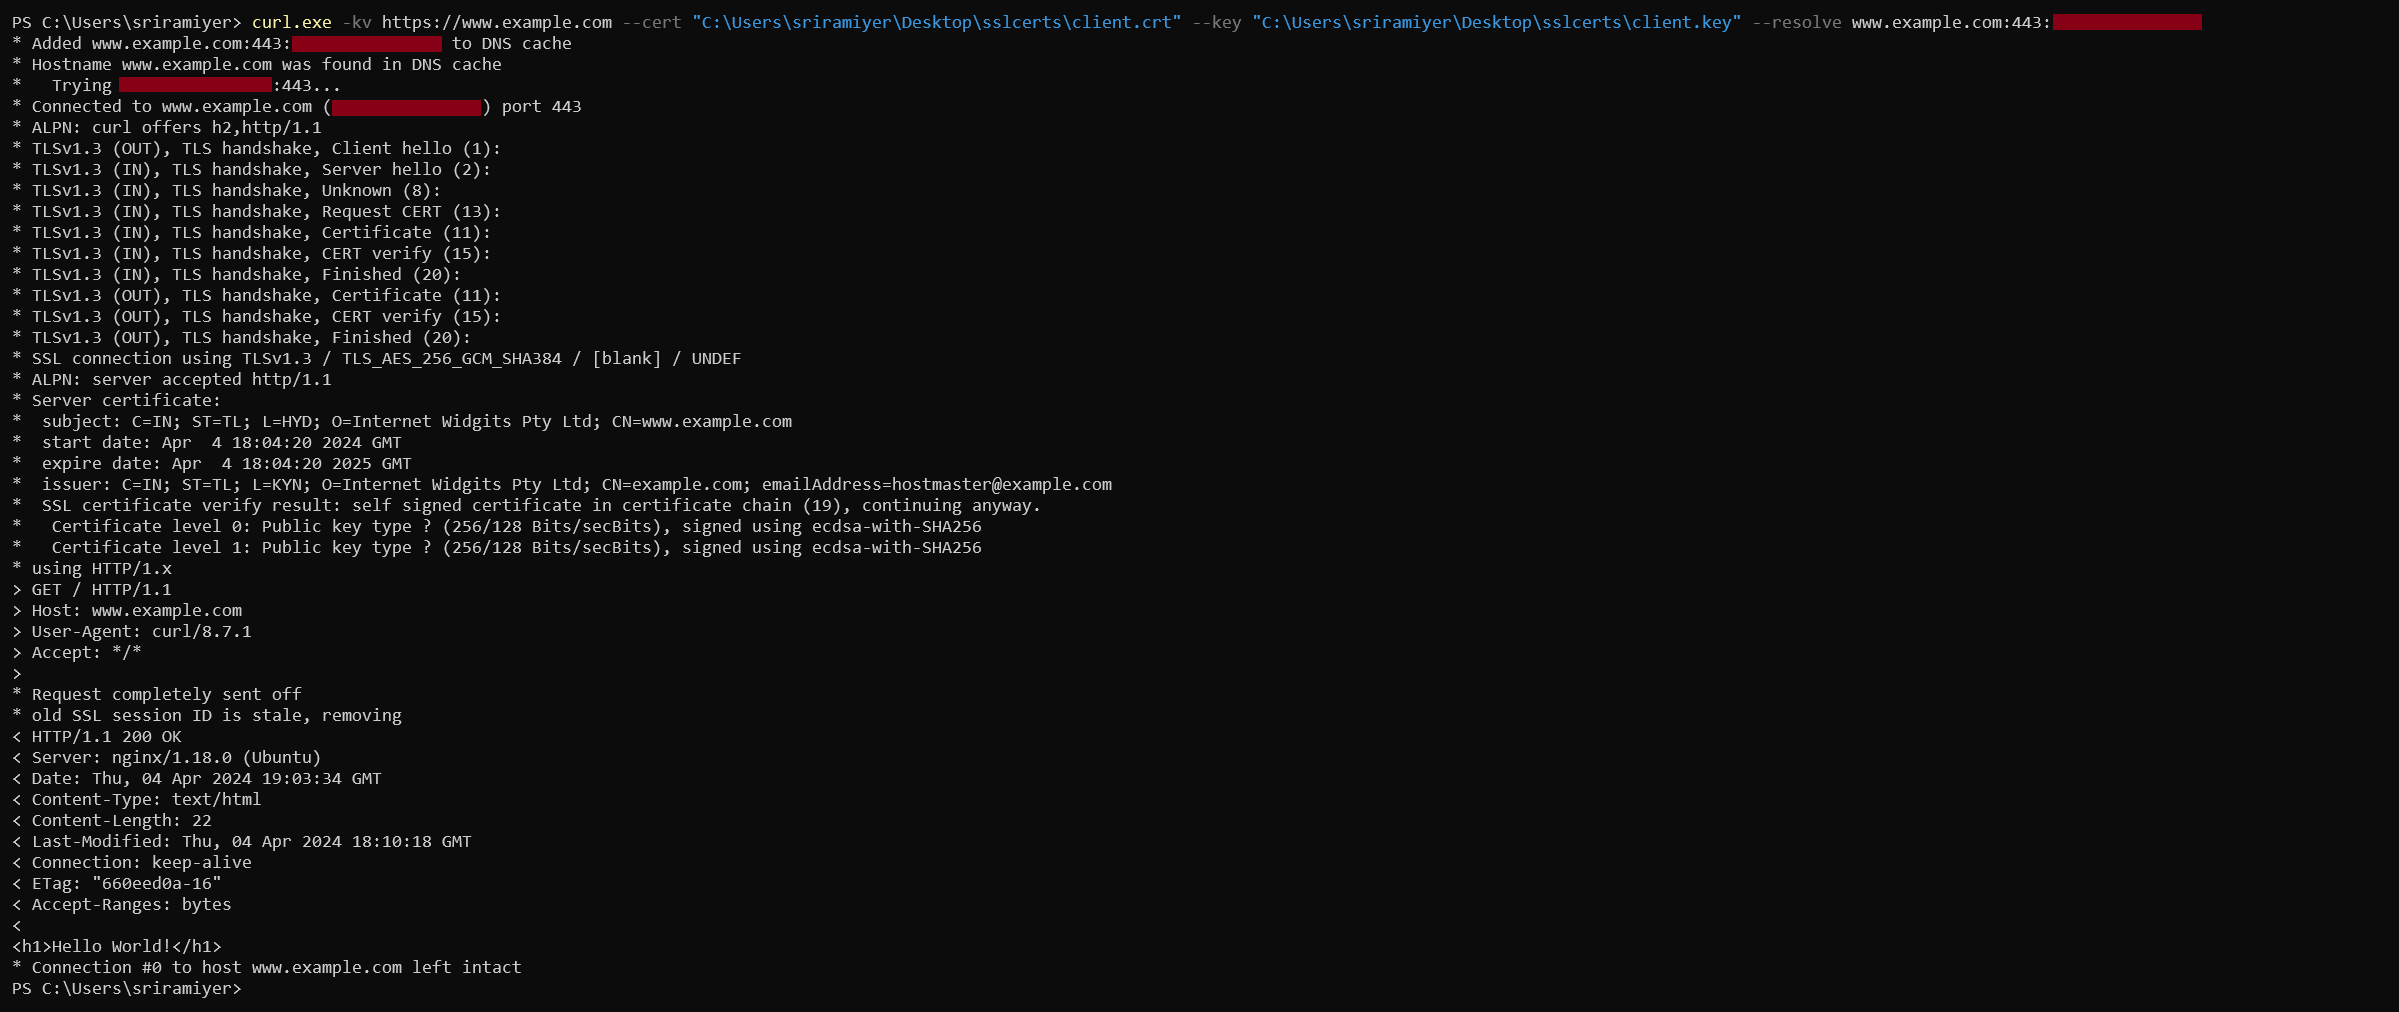 PS C:\Users\sriramiyer> curl.exe -kv https://www.example.com --cert "C:\Users\sriramiyer\Desktop\sslcerts\client.crt" --key "C:\Users\sriramiyer\Desktop\sslcerts\client.key" --resolve www.example.com:443:
* Added www.example.com:443: to DNS cache
* Hostname www.example.com was found in DNS cache
*   Trying :443...
* Connected to www.example.com () port 443
* ALPN: curl offers h2,http/1.1
* TLSv1.3 (OUT), TLS handshake, Client hello (1):
* TLSv1.3 (IN), TLS handshake, Server hello (2):
* TLSv1.3 (IN), TLS handshake, Unknown (8):
* TLSv1.3 (IN), TLS handshake, Request CERT (13):
* TLSv1.3 (IN), TLS handshake, Certificate (11):
* TLSv1.3 (IN), TLS handshake, CERT verify (15):
* TLSv1.3 (IN), TLS handshake, Finished (20):
* TLSv1.3 (OUT), TLS handshake, Certificate (11):
* TLSv1.3 (OUT), TLS handshake, CERT verify (15):
* TLSv1.3 (OUT), TLS handshake, Finished (20):
* SSL connection using TLSv1.3 / TLS_AES_256_GCM_SHA384 / [blank] / UNDEF
* ALPN: server accepted http/1.1
* Server certificate:
*  subject: C=IN; ST=TL; L=HYD; O=Internet Widgits Pty Ltd; CN=www.example.com
*  start date: Apr  4 18:04:20 2024 GMT
*  expire date: Apr  4 18:04:20 2025 GMT
*  issuer: C=IN; ST=TL; L=KYN; O=Internet Widgits Pty Ltd; CN=example.com; emailAddress=hostmaster@example.com
*  SSL certificate verify result: self signed certificate in certificate chain (19), continuing anyway.
*   Certificate level 0: Public key type ? (256/128 Bits/secBits), signed using ecdsa-with-SHA256
*   Certificate level 1: Public key type ? (256/128 Bits/secBits), signed using ecdsa-with-SHA256
* using HTTP/1.x
> GET / HTTP/1.1
> Host: www.example.com
> User-Agent: curl/8.7.1
> Accept: */*
>
* Request completely sent off
* old SSL session ID is stale, removing
< HTTP/1.1 200 OK
< Server: nginx/1.18.0 (Ubuntu)
< Date: Thu, 04 Apr 2024 19:03:34 GMT
< Content-Type: text/html
< Content-Length: 22
< Last-Modified: Thu, 04 Apr 2024 18:10:18 GMT
< Connection: keep-alive
< ETag: "660eed0a-16"
< Accept-Ranges: bytes
<
<h1>Hello World!</h1>
* Connection #0 to host www.example.com left intact
PS C:\Users\sriramiyer>